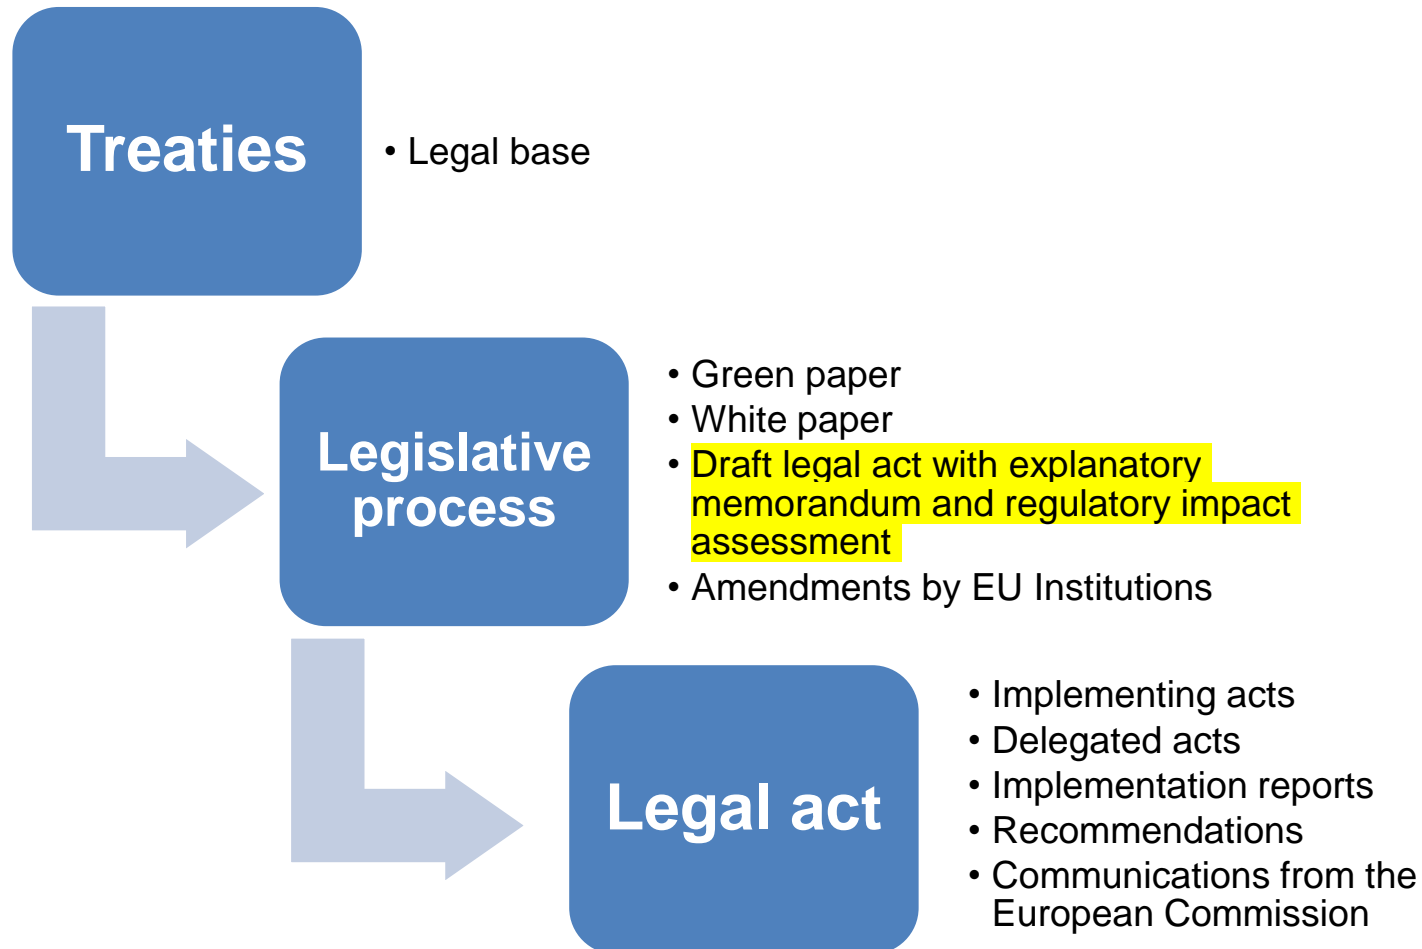 Treaties
• Legal base
Legislative
process
• Green paper
• White paper
• Draft legal act with explanatory
memorandum and regulatory impact
assessment
• Amendments by EU Institutions
Legal act
• Implementing acts
• Delegated acts
• Implementation reports
• Recommendations
• Communications from the
European Commission